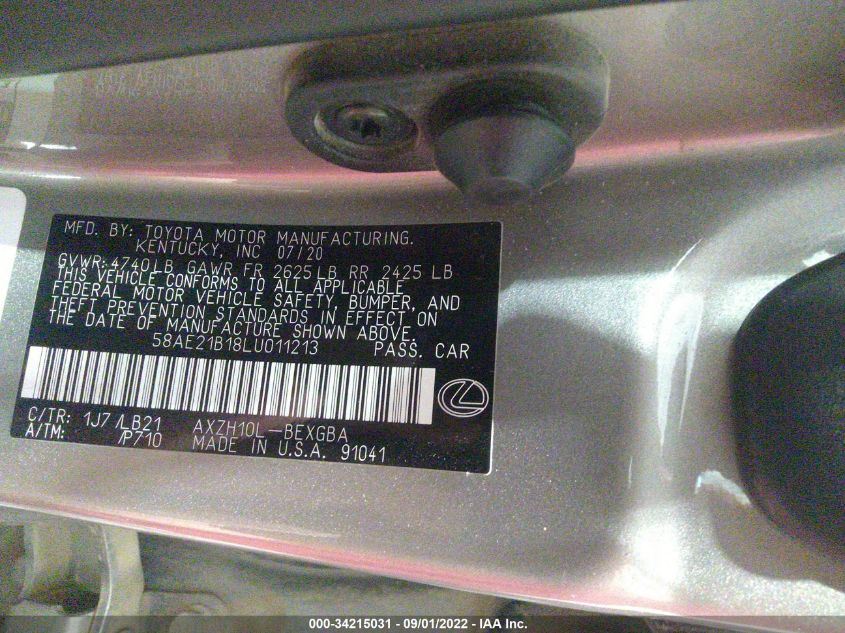 MFD. BY: TOYOTA MOTOR MANUFACTURING.
KENTUCKY, INC 07/20
GVWR: 4740LB GAWR FR 2625LB RR 2425 LB
THIS VEHICLE CONFORMS TO ALL APPLICABLE
FEDERAL MOTOR VEHICLE SAFETY, BUMPER, AND
THEFT PREVENTION STANDARDS IN EFFECT ON
THE DATE OF MANUFACTURE SHOWN ABOVE.
58AE21B18LU011213 PASS. CAR
C/TR: 1J7 /LB21 AXZH10L-BEXGBA
A/TM: /P710 MADE IN U.S.A. 91041
000-34215031 - 09/01/2022 - IAA Inc.